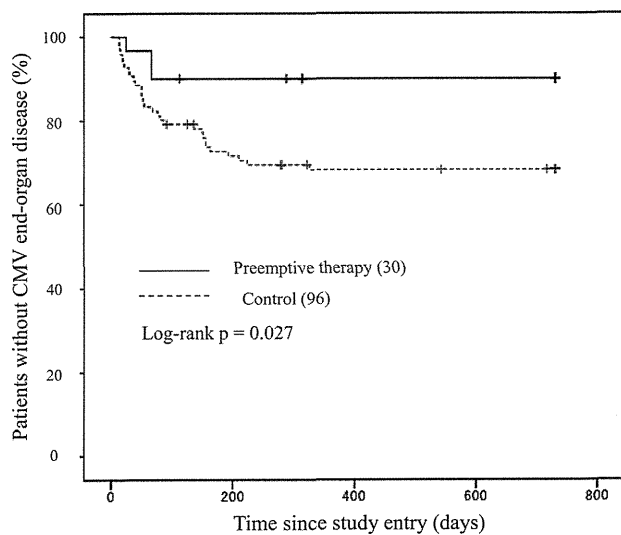 100
80
60
40
20
0
Patients without CMV end-organ disease (%)
Preemptive therapy (30)
Control (96)
Log-rank p = 0.027
0
200
400
600
800
Time since study entry (days)